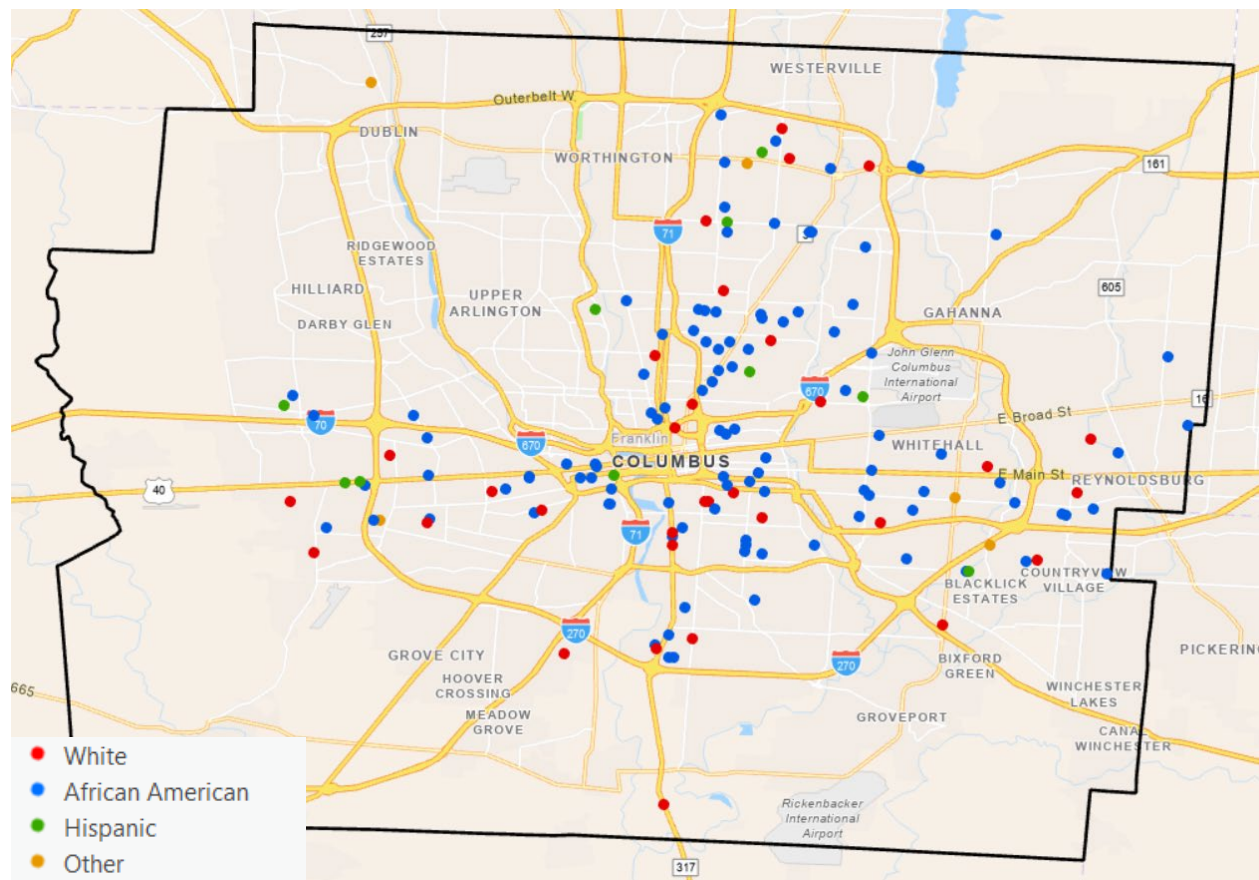 257
WESTERVILLE
Outerbelt W
DUBLIN
WORTHINGTON
161
71
3
RIDGEWOOD
ESTATES
HILLIARD
UPPER
ARLINGTON
605
DARBY GLEN
GAHANNA
John Glenn
Columbus
International
Airport
670
16
70
E Broad St
Franklin
670
WHITEHALL
COLUMBUS
E Main St
REYNOLDSBURG
40
71
COUNTRYVIEW
VILLAGE
BLACKLICK
ESTATES
270
GROVE CITY
BIXFORD
GREEN
270
PICKERING
HOOVER
CROSSING
665
WINCHESTER
LAKES
MEADOW
GROVE
GROVEPORT
CANAL
WINCHESTER
White
African American
Hispanic
Other
Rickenbacker
International
Airport
317